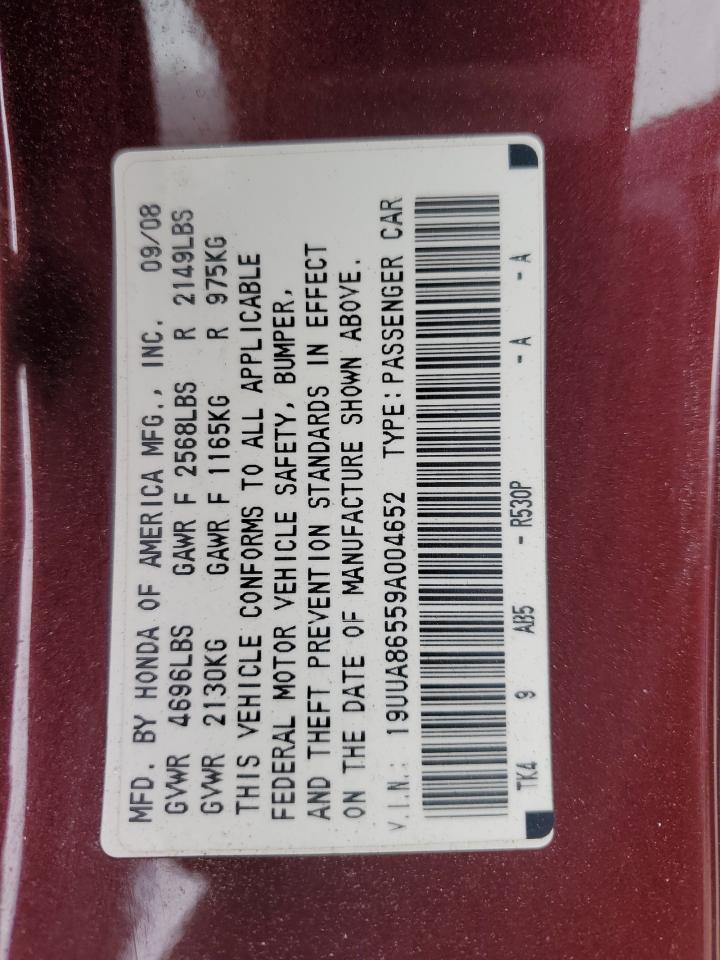 MFD. BY HONDA OF AMERICA MFG., INC. 09/08
GVWR 4696LBS GAWR F 2568LBS R 2149LBS
GVWR 2130KG GAWR F 1165KG R 975KG
THIS VEHICLE CONFORMS TO ALL APPLICABLE
FEDERAL MOTOR VEHICLE SAFETY, BUMPER,
AND THEFT PREVENTION STANDARDS IN EFFECT
ON THE DATE OF MANUFACTURE SHOWN ABOVE.
V.I.N.: 19UUA86559A004652 TYPE:PASSENGER CAR
TK4 9 AB5 - R530P - A - A